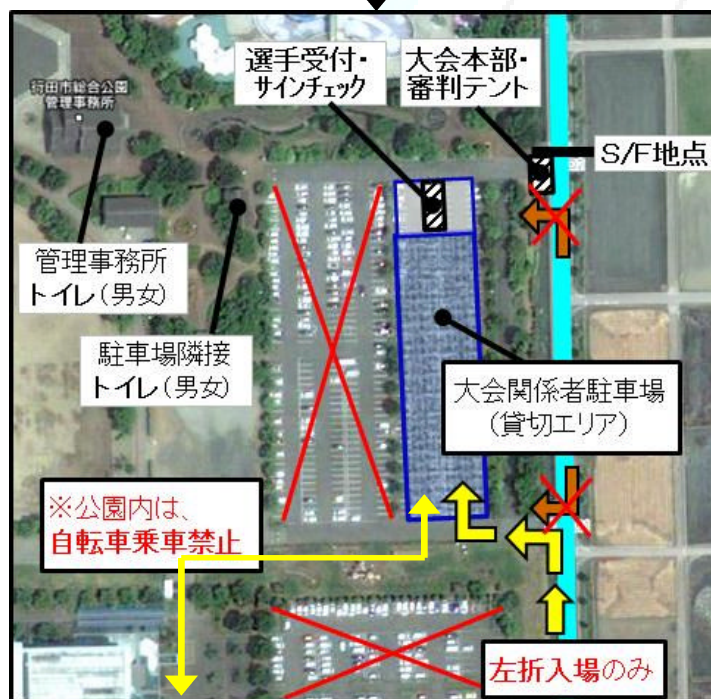 選手受付・
サインチェック
大会本部・
審判テント
行田市総合公園
管理事務所
S/F地点
管理事務所
トイレ（男女）
駐車場隣接
トイレ（男女）
大会関係者駐車場
（貸切エリア）
※公園内は、
自転車乗車禁止
左折入場のみ